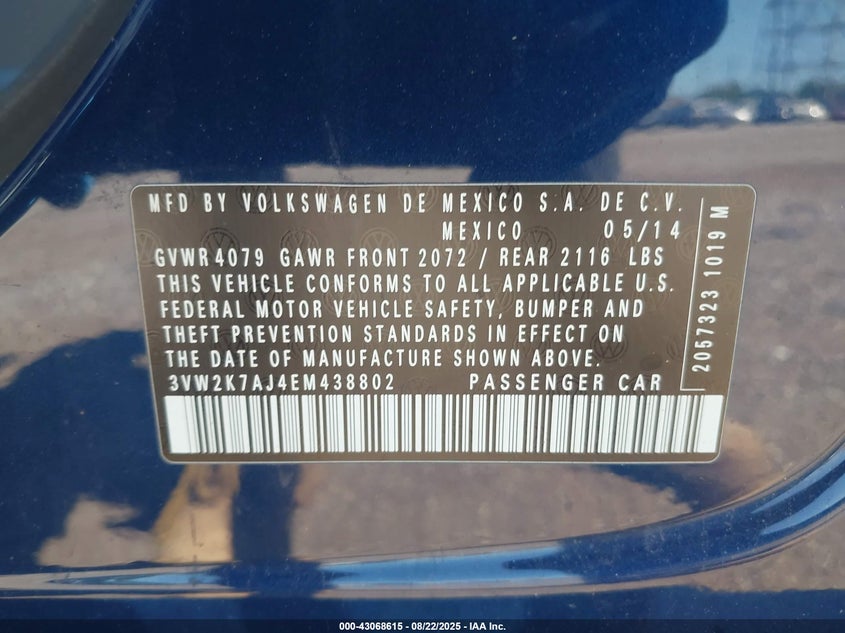 MFD BY VOLKSWAGEN DE MEXICO S.A. DE C.V.
MEXICO 05/14
GVWR 4079 GAWR FRONT 2072 / REAR 2116 LBS
THIS VEHICLE CONFORMS TO ALL APPLICABLE U.S.
FEDERAL MOTOR VEHICLE SAFETY, BUMPER AND
THEFT PREVENTION STANDARDS IN EFFECT ON
THE DATE OF MANUFACTURE SHOWN ABOVE.
3VW2K7AJ4EM438802 PASSENGER CAR
2057323 1019 M
000-43068615 - 08/22/2025 - IAA Inc.